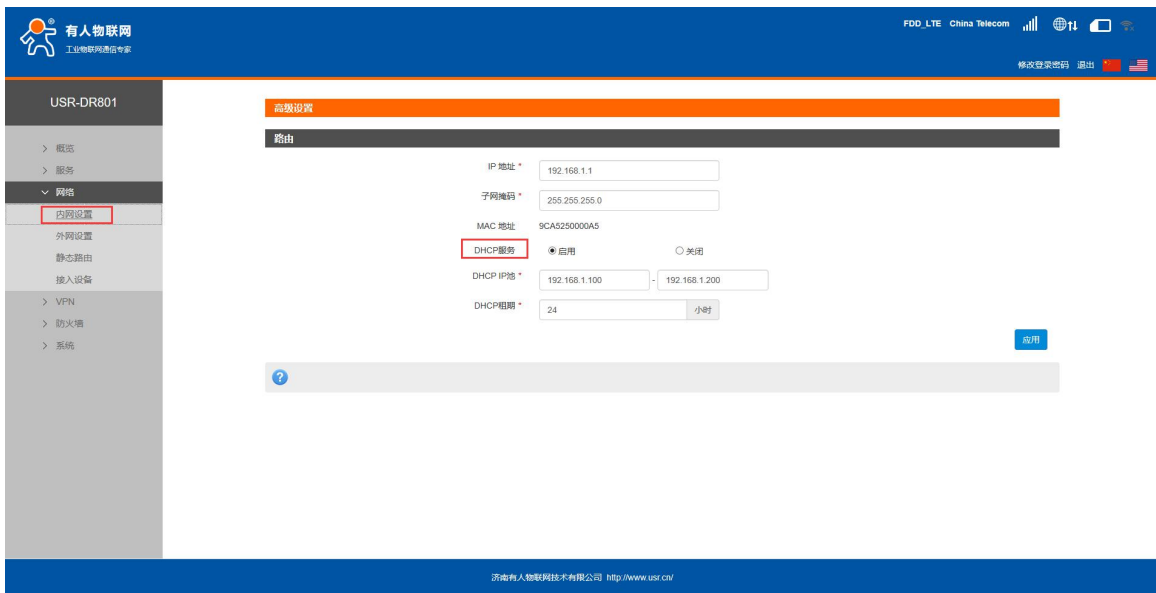 有人物联网
工业物联网通信专家
FDD_LTE China Telecom
修改登录密码 退出
USR-DR801
概览
服务
网络
内网设置
外网设置
静态路由
接入设备
VPN
防火墙
系统
高级设置
路由
IP 地址 * 192.168.1.1
子网掩码 * 255.255.255.0
MAC 地址 9CA5250000A5
DHCP服务 启用 关闭
DHCP IP池 * 192.168.1.100 - 192.168.1.200
DHCP租期 * 24 小时
应用
济南有人物联网技术有限公司 http://www.usr.cn/